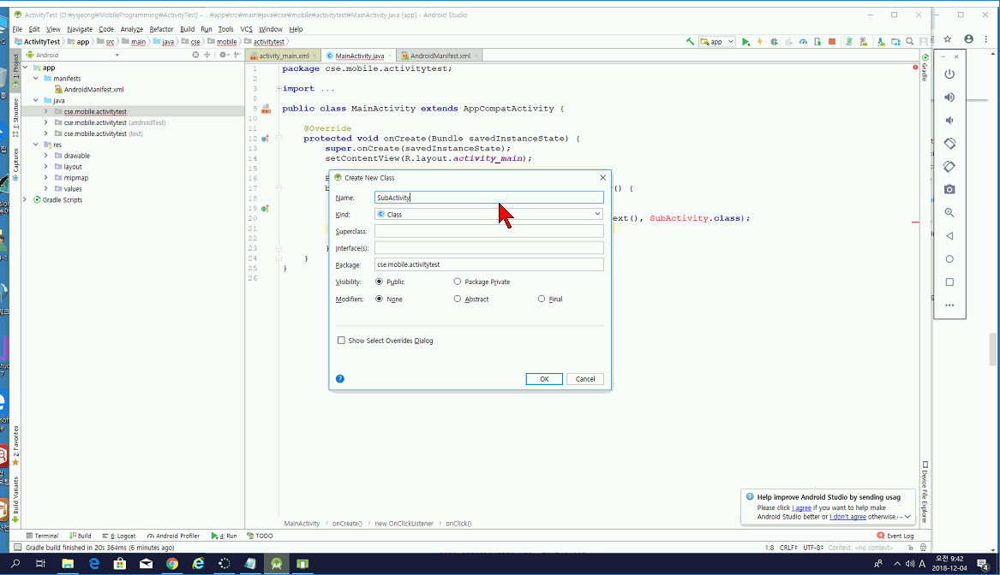 ActivityTest [D:₩ysjeong₩MobileProgramming₩ActivityTest] - ...₩app₩src₩main₩java₩cse₩mobile₩activitytest₩MainActivity.java [app] - Android Studio
File Edit View Navigate Code Analyze Refactor Build Run Tools VCS Window Help
ActivityTest app src main java cse mobile activitytest app
Android
activity_main.xml MainActivity.java AndroidManifest.xml
1: Project
Z: Structure
Captures
2: Favorites
Build Variants
app
manifests
AndroidManifest.xml
java
cse.mobile.activitytest
cse.mobile.activitytest (androidTest)
cse.mobile.activitytest (test)
res
drawable
layout
mipmap
values
Gradle Scripts
1 package cse.mobile.activitytest;
2
3 import ...
8
9 public class MainActivity extends AppCompatActivity {
10
11 @Override
12 protected void onCreate(Bundle savedInstanceState) {
13 super.onCreate(savedInstanceState);
14 setContentView(R.layout.activity_main);
15
16
17 () {
18
19
20 ext(), SubActivity.class);
21
22
23 }
24 }
25 }
26
Create New Class
Name: SubActivity
Kind: Class
Superclass:
Interface(s):
Package: cse.mobile.activitytest
Visibility: Public Package Private
Modifiers: None Abstract Final
Show Select Overrides Dialog
OK Cancel
Gradle
Device File Explorer
Help improve Android Studio by sending usag
Please click I agree if you want to help make
Android Studio better or I don't agree otherwise....
MainActivity onCreate() new OnClickListener onClick()
Terminal Build 6: Logcat Android Profiler 4: Run TODO Event Log
Gradle build finished in 20s 364ms (6 minutes ago) 1:8 CRLF÷ UTF-8÷ Context: <no context>
A 오전 9:42
2018-12-04